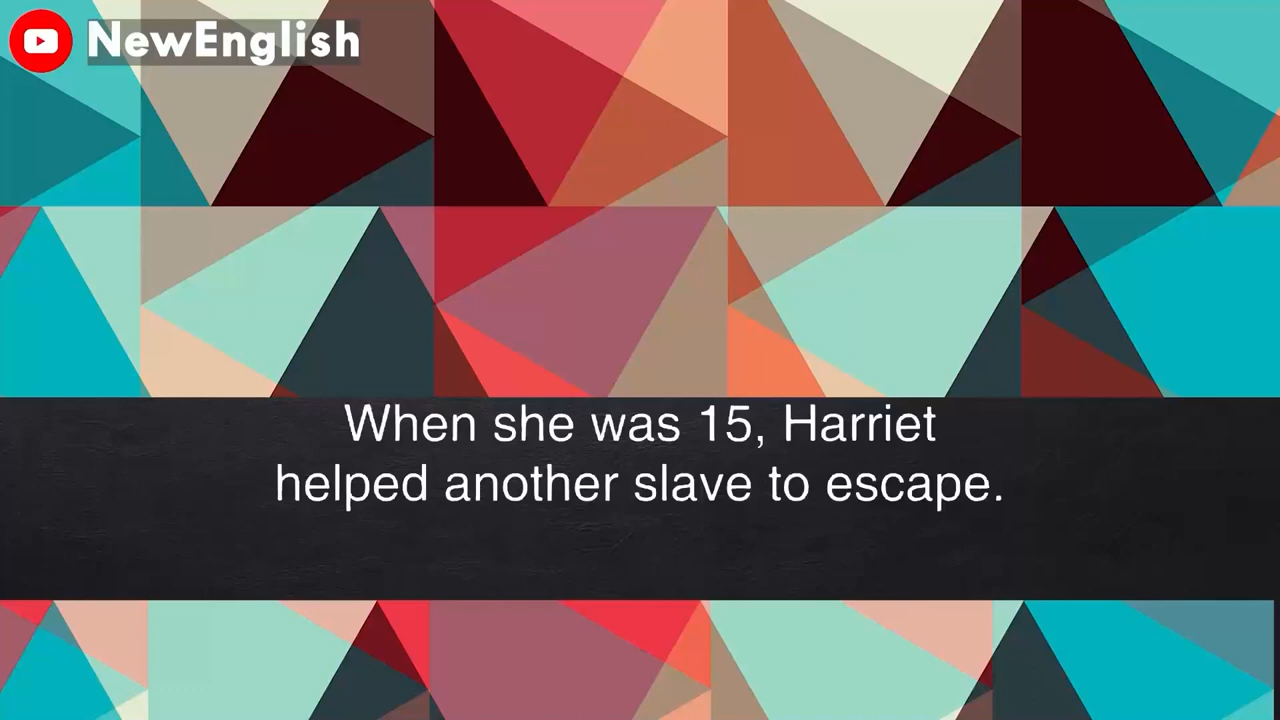 NewEnglish
When she was 15, Harriet
helped another slave to escape.